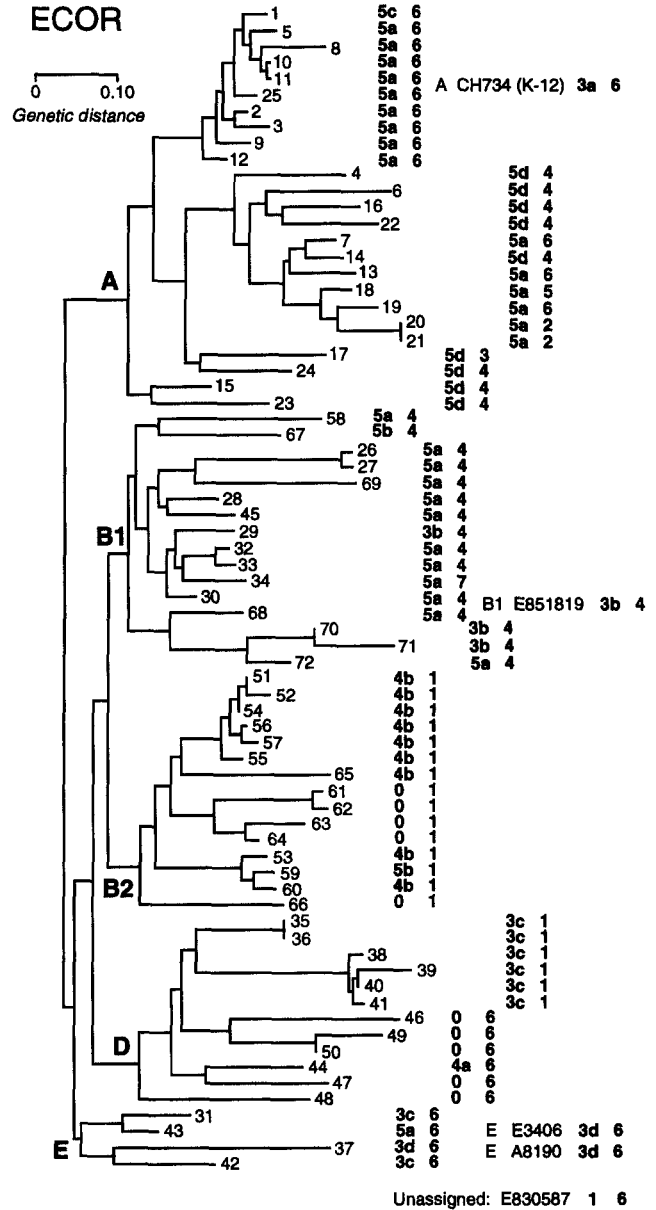 ECOR
0 0.10
Genetic distance
1 5c 6
5 5a 6
8 5a 6
10 5a 6
11 5a 6 A CH734 (K-12) 3a 6
25 5a 6
2 5a 6
3 5a 6
9 5a 6
12 5a 6
4 5d 4
6 5d 4
16 5d 4
22 5d 4
7 5a 6
14 5d 4
13 5a 6
A
18 5a 5
19 5a 6
20 5a 2
21 5a 2
17 5d 3
24 5d 4
15 5d 4
23 5d 4
58 5a 4
67 5b 4
26 5a 4
27 5a 4
69 5a 4
28 5a 4
45 5a 4
29 3b 4
B1
32 5a 4
33 5a 4
34 5a 7
30 5a 4 B1 E851819 3b 4
68 5a 4
70 3b 4
71 3b 4
72 5a 4
51 4b 1
52 4b 1
54 4b 1
56 4b 1
57 4b 1
55 4b 1
65 4b 1
61 0 1
62 0 1
63 0 1
64 0 1
53 4b 1
59 5b 1
B2
60 4b 1
66 0 1
35 3c 1
36 3c 1
38 3c 1
39 3c 1
40 3c 1
41 3c 1
46 0 6
49 0 6
D
50 0 6
44 4a 6
47 0 6
48 0 6
31 3c 6
43 5a 6 E E3406 3d 6
E
37 3d 6 E A8190 3d 6
42 3c 6
Unassigned: E830587 1 6